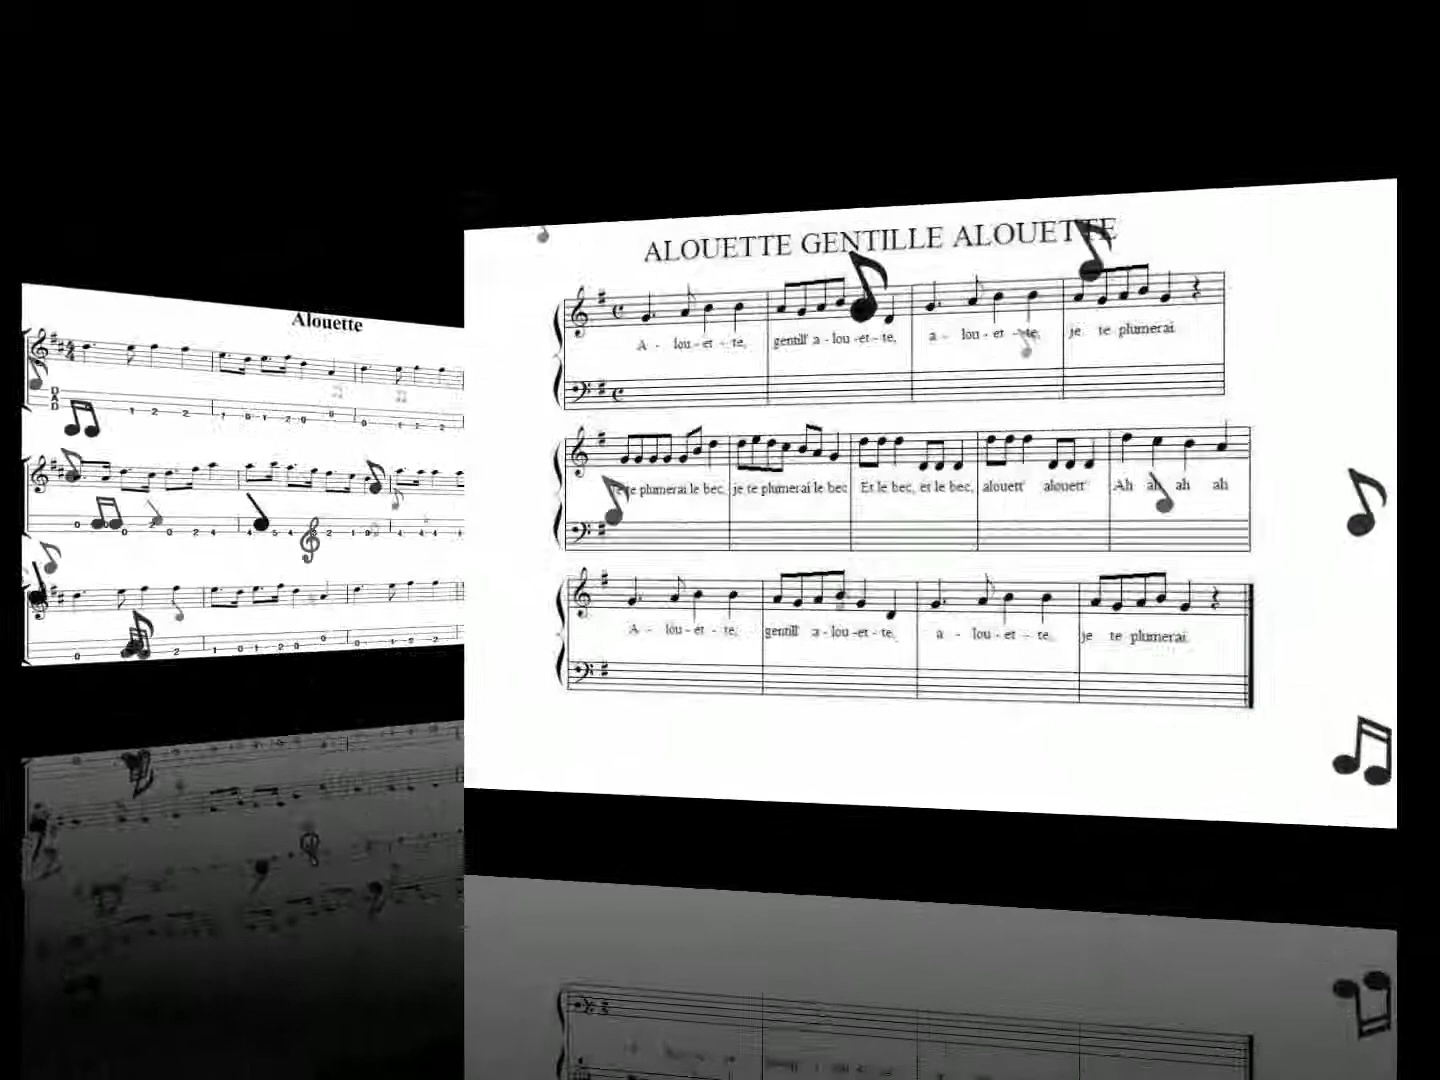 Alouette
ALOUETTE GENTILLE ALOUETTE
A - lou - et - te, gentill' a - lou - et - te, a - lou - et - te, je te plumerai
te plumerai le bec, je te plumerai le bec Et le bec, et le bec, alouett' alouett' Ah ah ah ah
A - lou - et - te, gentill' a - lou - et - te, a - lou - et - te, je te plumerai